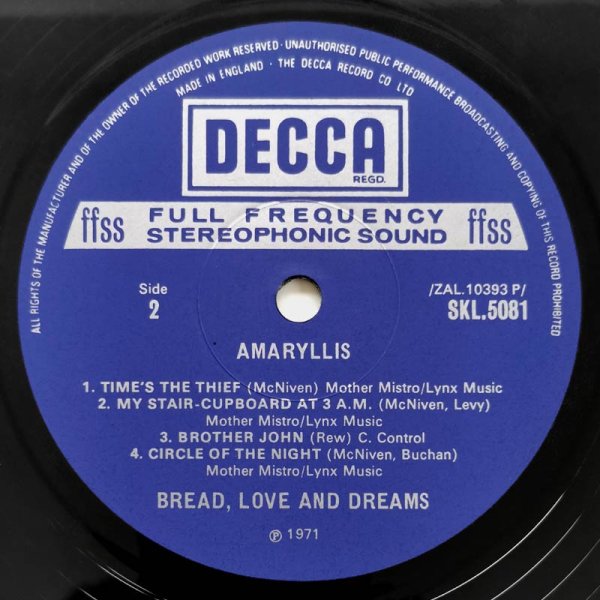 ALL RIGHTS OF THE MANUFACTURER AND OF THE OWNER OF THE RECORDED WORK RESERVED · UNAUTHORISED PUBLIC PERFORMANCE BROADCASTING AND COPYING OF THIS RECORD PROHIBITED
MADE IN ENGLAND · THE DECCA RECORD CO LTD
DECCA
REGD.
ffss FULL FREQUENCY ffss
STEREOPHONIC SOUND
Side /ZAL.10393 P/
2 SKL.5081
AMARYLLIS
1. TIME'S THE THIEF (McNiven) Mother Mistro/Lynx Music
2. MY STAIR-CUPBOARD AT 3 A.M. (McNiven, Levy)
Mother Mistro/Lynx Music
3. BROTHER JOHN (Rew) C. Control
4. CIRCLE OF THE NIGHT (McNiven, Buchan)
Mother Mistro/Lynx Music
BREAD, LOVE AND DREAMS
℗ 1971